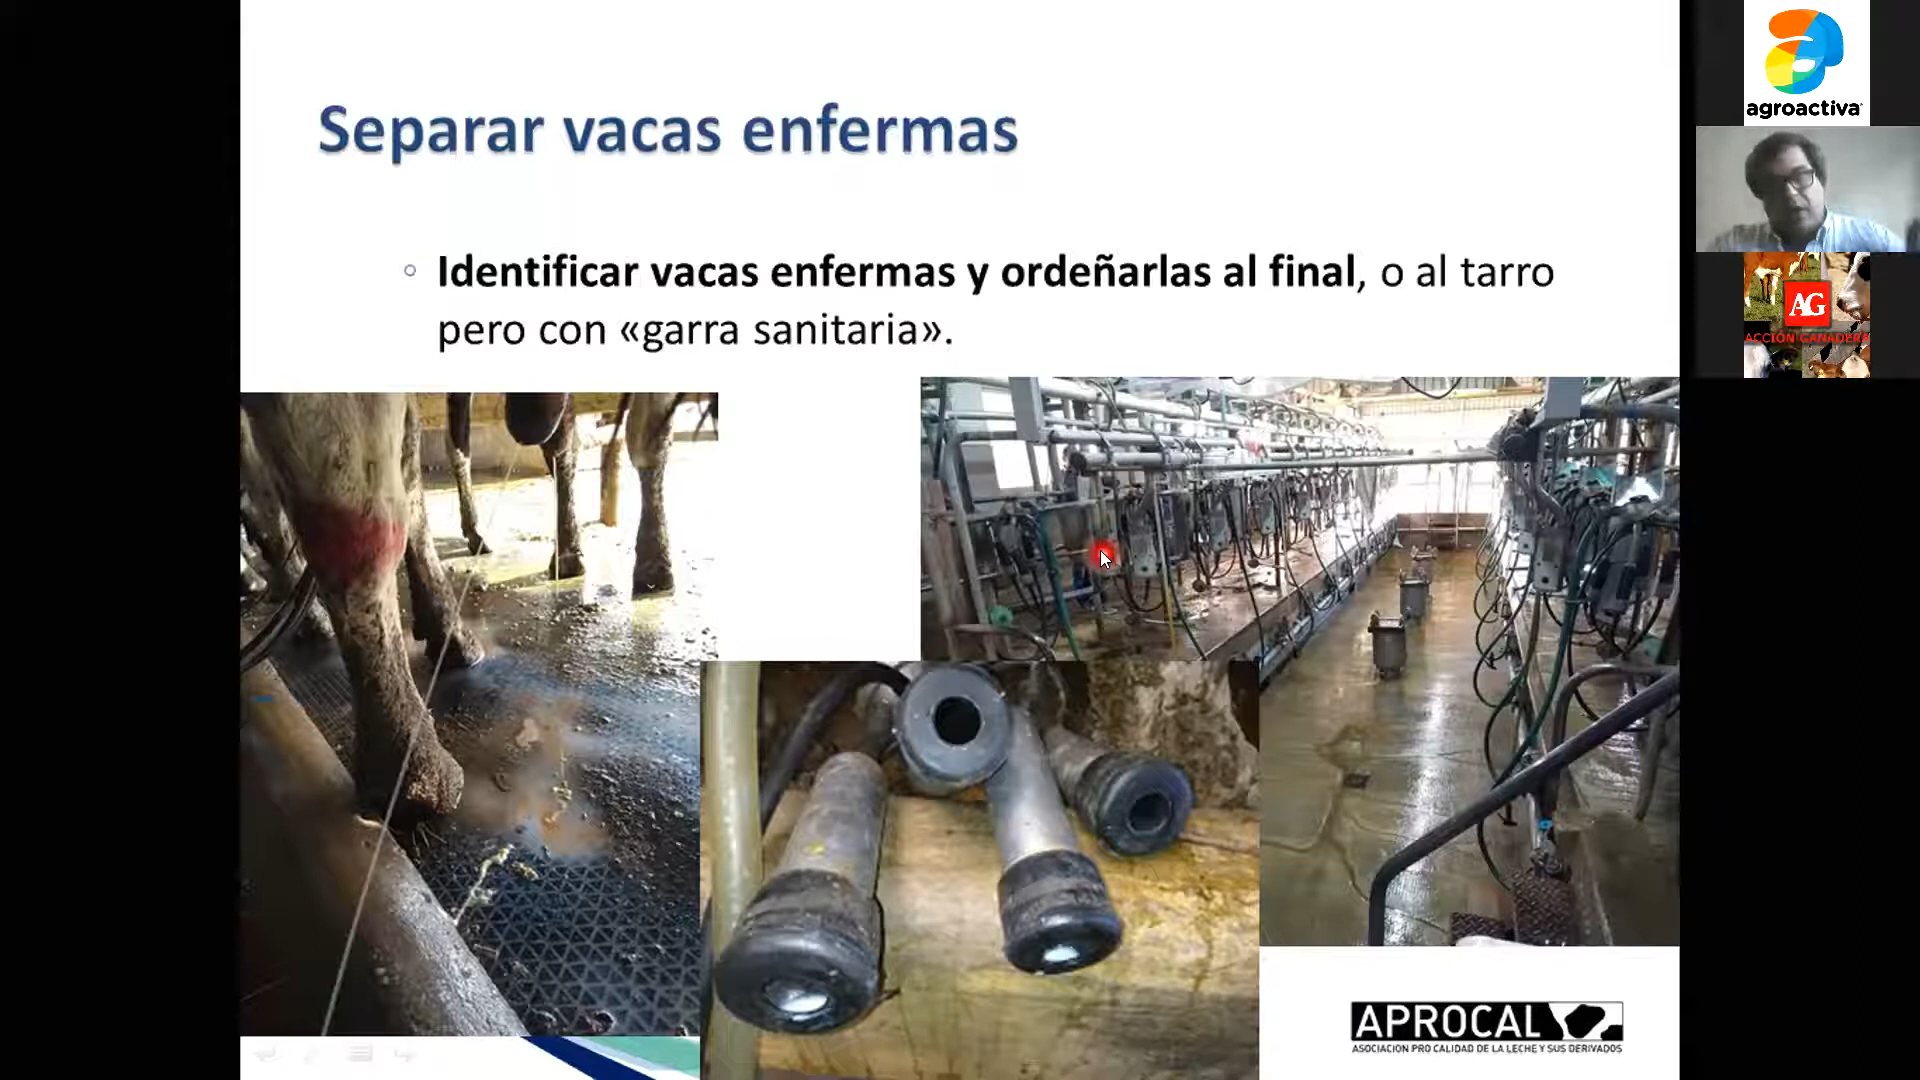 Separar vacas enfermas
Identificar vacas enfermas y ordeñarlas al final, o al tarro
pero con «garra sanitaria».
APROCAL
ASOCIACION PRO CALIDAD DE LA LECHE Y SUS DERIVADOS
agroactiva
AG
ACCIÓN GANADERA